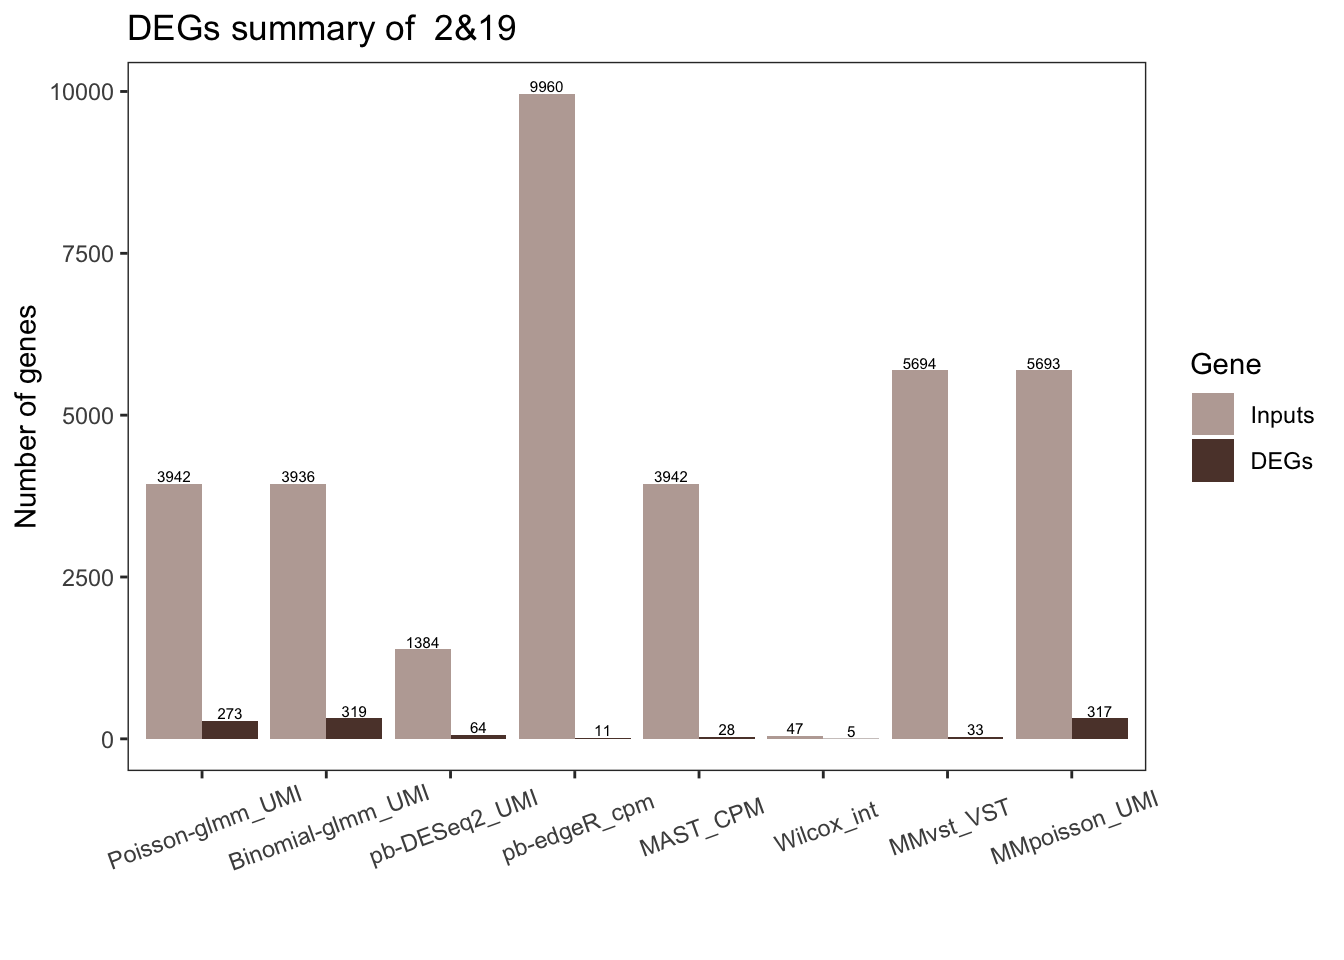 DEGs summary of  2&19
Number of genes
10000
7500
5000
2500
0
3942
273
3936
319
1384
64
9960
11
3942
28
47
5
5694
33
5693
317
Poisson-glmm_UMI
Binomial-glmm_UMI
pb-DESeq2_UMI
pb-edgeR_cpm
MAST_CPM
Wilcox_int
MMvst_VST
MMpoisson_UMI
Gene
Inputs
DEGs